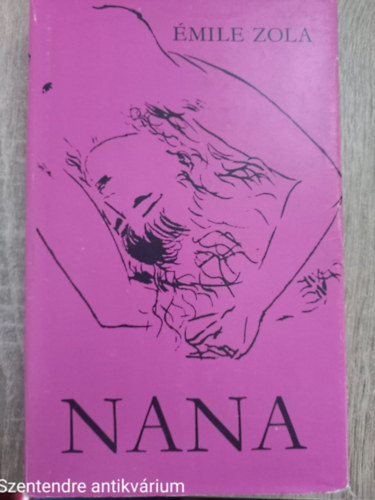 ÉMILE ZOLA
NANA
Szentendre antikvárium